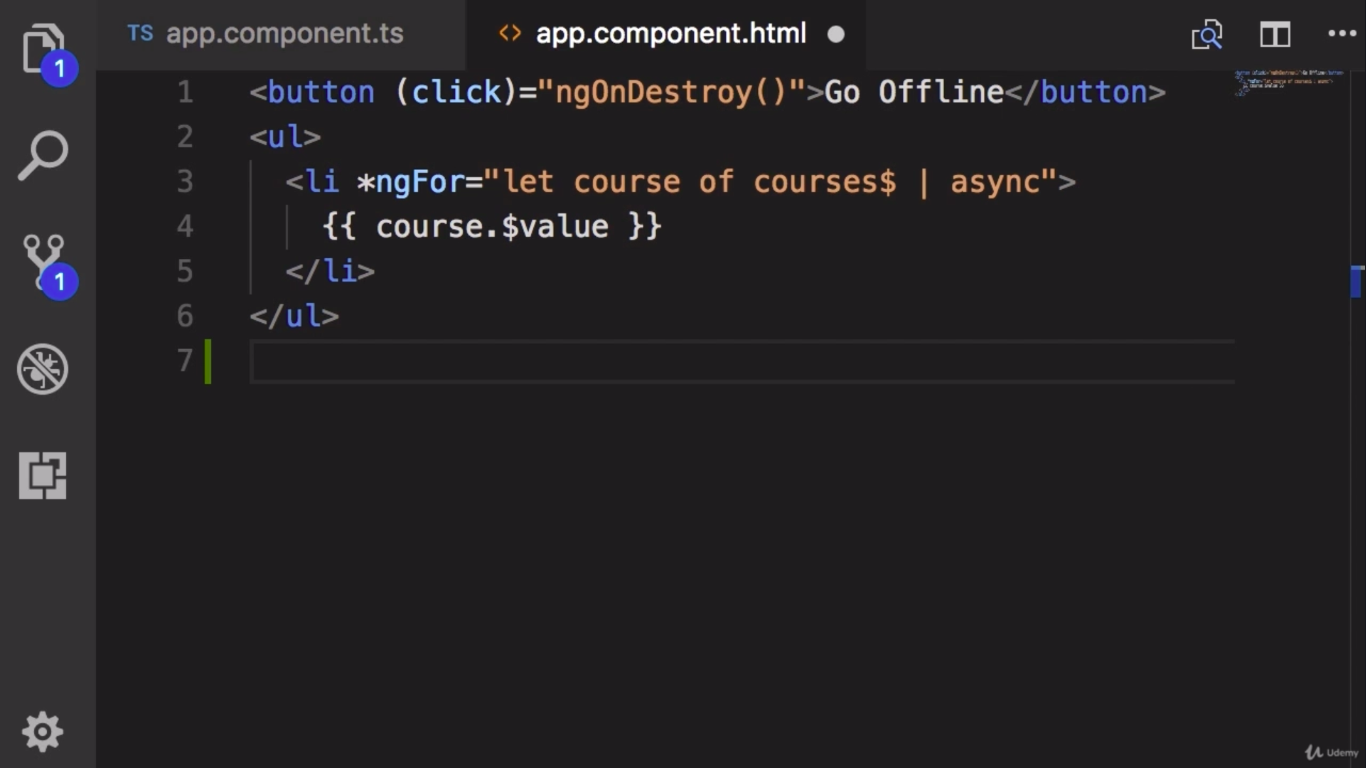 TS app.component.ts <> app.component.html
1
1 <button (click)="ngOnDestroy()">Go Offline</button>
2 <ul>
3 <li *ngFor="let course of courses$ | async">
4 {{ course.$value }}
5 </li>
1
6 </ul>
7
Udemy